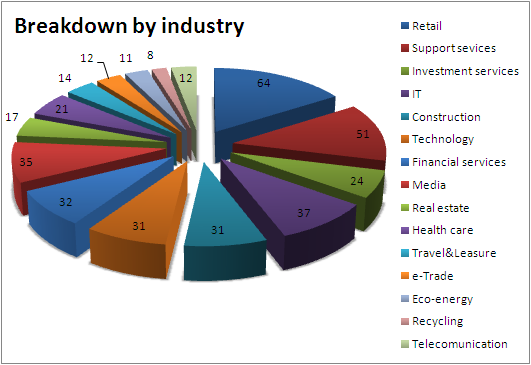 Breakdown by industry
64
51
24
37
31
31
32
35
17
21
14
12
11
8
12
Retail
Support sevices
Investment services
IT
Construction
Technology
Financial services
Media
Real estate
Health care
Travel&Leasure
e-Trade
Eco-energy
Recycling
Telecomunication